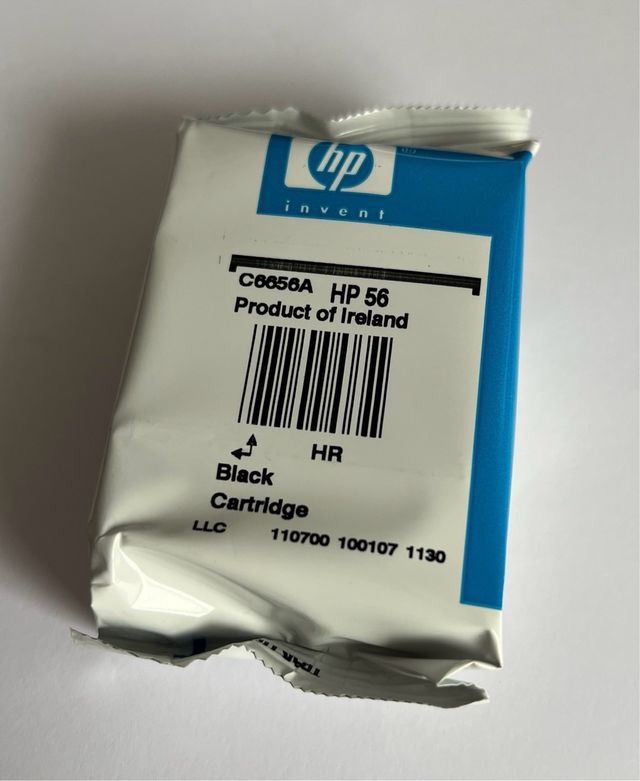 hp
invent
C6656A HP 56
Product of Ireland
HR
Black
Cartridge
LLC 110700 100107 1130